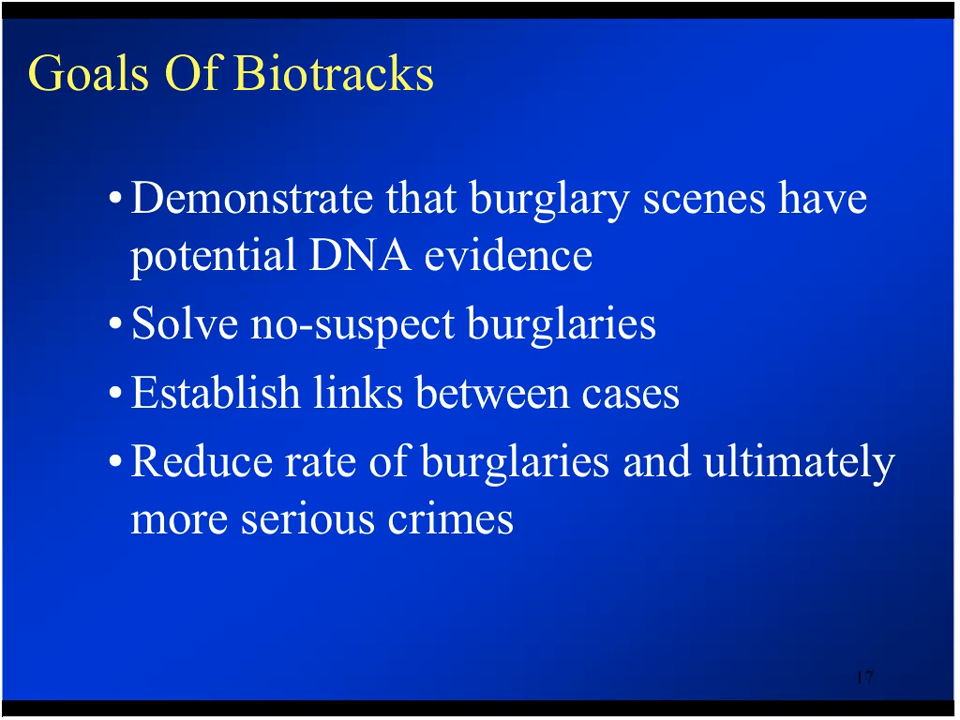 Goals Of Biotracks
•Demonstrate that burglary scenes have
potential DNA evidence
•Solve no-suspect burglaries
•Establish links between cases
•Reduce rate of burglaries and ultimately
more serious crimes
17